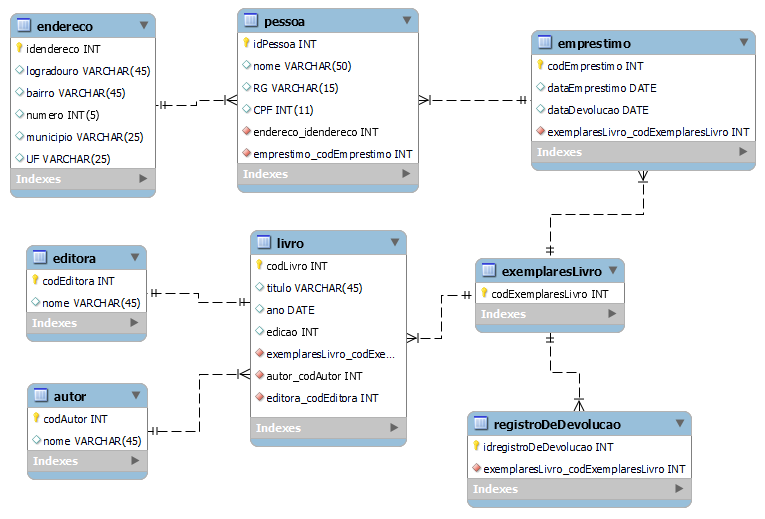 endereco
idendereco INT
logradouro VARCHAR(45)
bairro VARCHAR(45)
numero INT(5)
municipio VARCHAR(25)
UF VARCHAR(25)
Indexes
pessoa
idPessoa INT
nome VARCHAR(50)
RG VARCHAR(15)
CPF INT(11)
endereco_idendereco INT
emprestimo_codEmprestimo INT
Indexes
emprestimo
codEmprestimo INT
dataEmprestimo DATE
dataDevolucao DATE
exemplaresLivro_codExemplaresLivro INT
Indexes
editora
codEditora INT
nome VARCHAR(45)
Indexes
livro
codLivro INT
titulo VARCHAR(45)
ano DATE
edicao INT
exemplaresLivro_codExe...
autor_codAutor INT
editora_codEditora INT
Indexes
exemplaresLivro
codExemplaresLivro INT
Indexes
autor
codAutor INT
nome VARCHAR(45)
Indexes
registroDeDevolucao
idregistroDeDevolucao INT
exemplaresLivro_codExemplaresLivro INT
Indexes